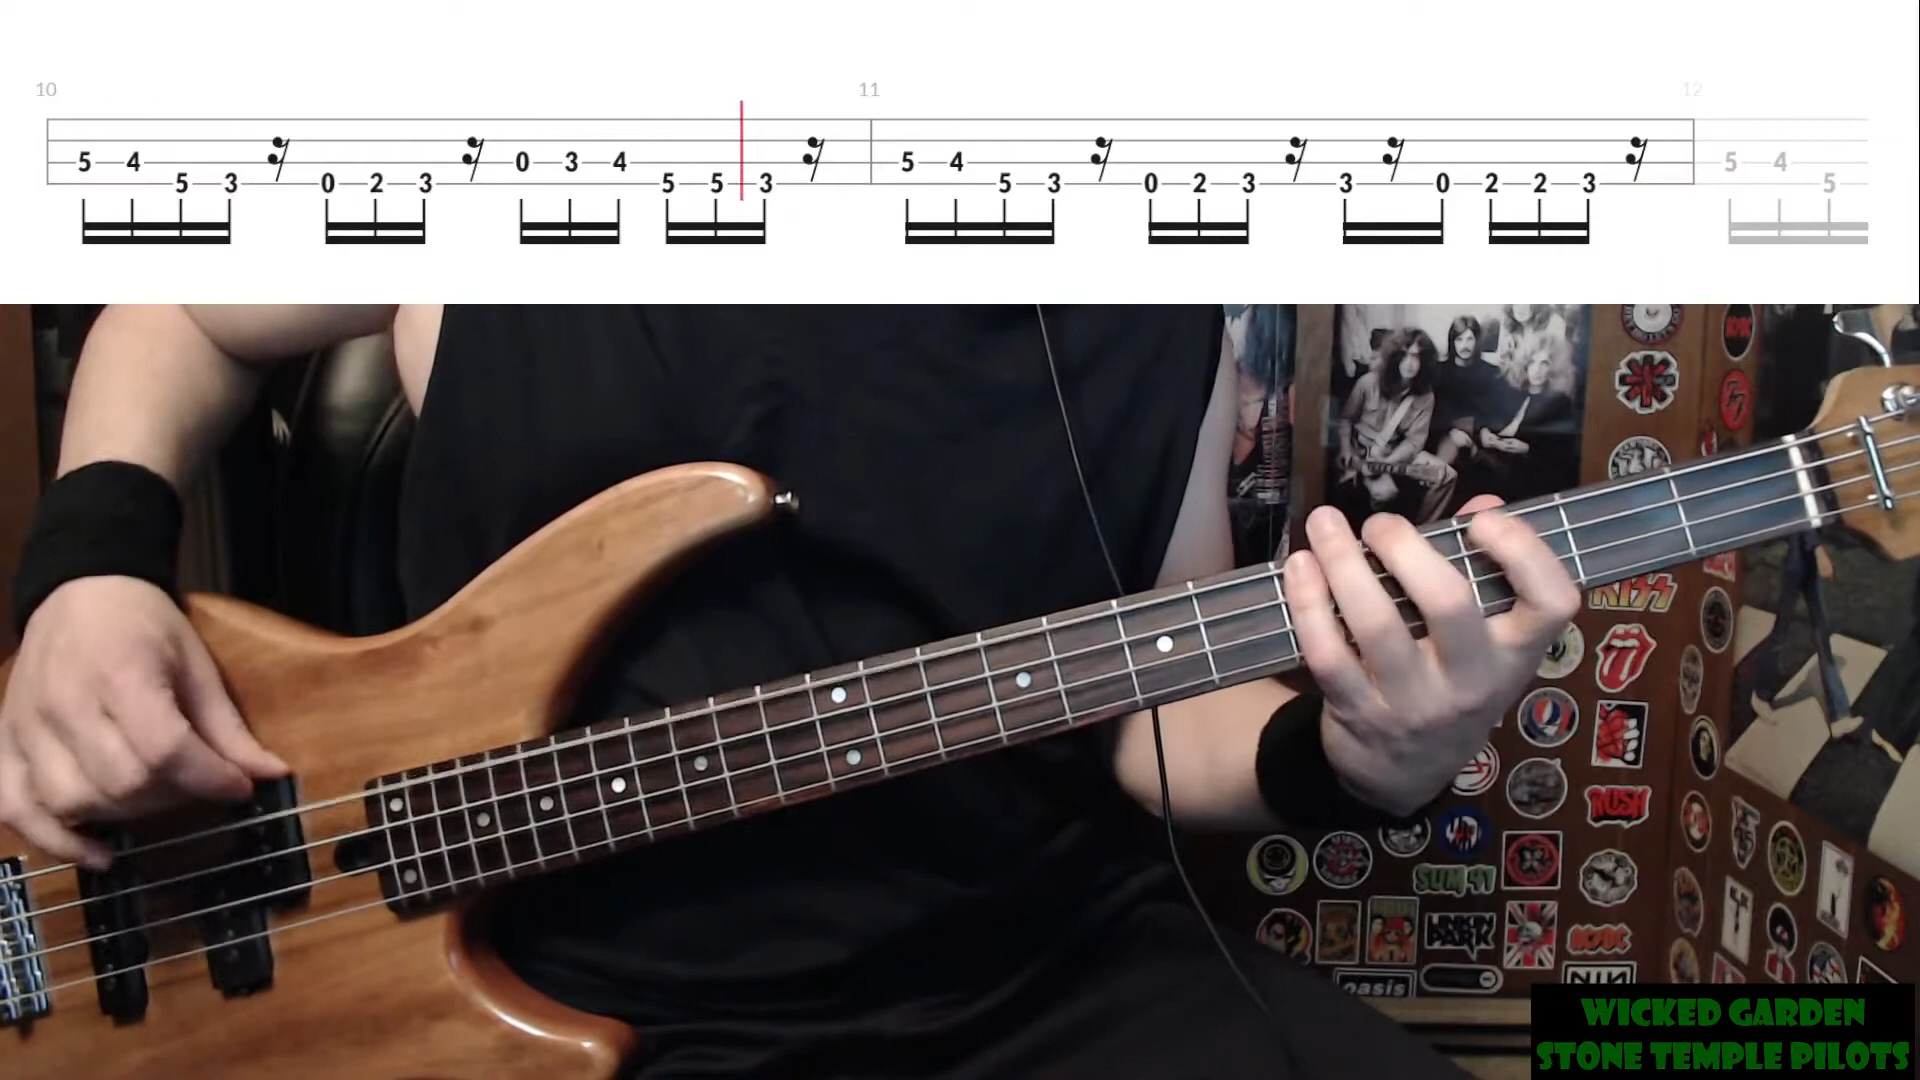 10 11 12
5 4 0 3 4 5 4 5 4
5 3 0 2 3 5 5 3 5 3 0 2 3 3 0 2 2 3 5
KISS
RUSH
SUM 41
LINKIN PARK
AC/DC
oasis
NIN
WICKED GARDEN
STONE TEMPLE PILOTS